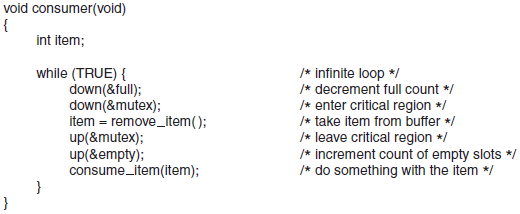 void consumer(void)
{
int item;
while (TRUE) { /* infinite loop */
down(&full); /* decrement full count */
down(&mutex); /* enter critical region */
item = remove_item( ); /* take item from buffer */
up(&mutex); /* leave critical region */
up(&empty); /* increment count of empty slots */
consume_item(item); /* do something with the item */
}
}